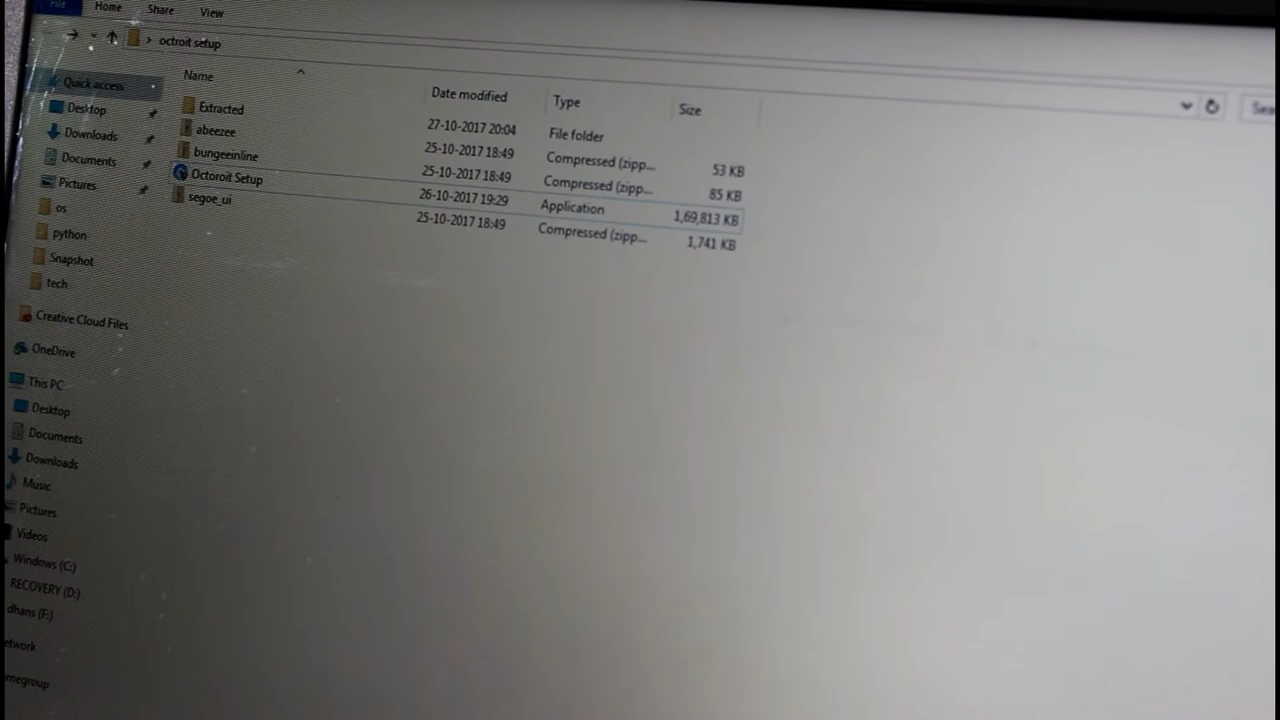 File Home Share View
octroit setup
Name Date modified Type Size
Extracted 27-10-2017 20:04 File folder
abeezee 25-10-2017 18:49 Compressed (zipp... 53 KB
bungeeinline 25-10-2017 18:49 Compressed (zipp... 85 KB
Octoroit Setup 26-10-2017 19:29 Application 1,69,813 KB
segoe_ui 25-10-2017 18:49 Compressed (zipp... 1,741 KB
Quick access
Desktop
Downloads
Documents
Pictures
os
python
Snapshot
tech
Creative Cloud Files
OneDrive
This PC
Desktop
Documents
Downloads
Music
Pictures
Videos
Windows (C:)
RECOVERY (D:)
dhans (F:)
etwork
megroup